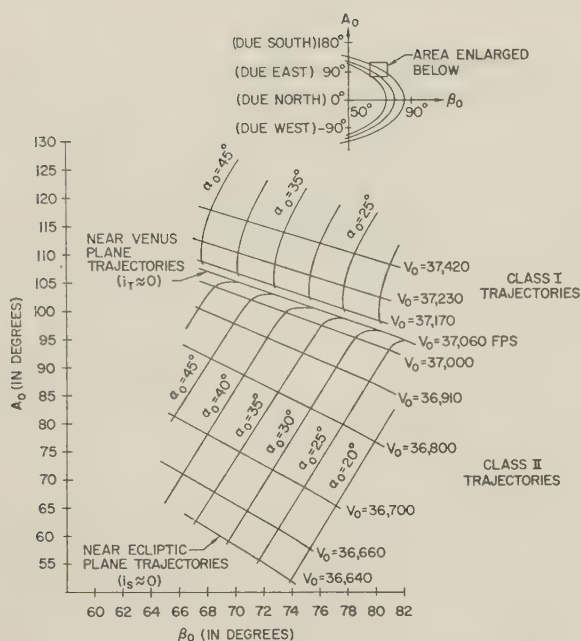 A₀
(DUE SOUTH) 180°
(DUE EAST) 90°
(DUE NORTH) 0°
(DUE WEST) -90°
50°
90°
β₀
AREA ENLARGED
BELOW
130
125
120
115
110
105
100
95
90
85
80
75
70
65
60
55
A₀ (IN DEGREES)
α₀=45°
α₀=35°
α₀=25°
NEAR VENUS
PLANE
TRAJECTORIES
(i_T≈0)
V₀=37,420
V₀=37,230
V₀=37,170
V₀=37,060 FPS
V₀=37,000
V₀=36,910
V₀=36,800
V₀=36,700
V₀=36,660
V₀=36,640
CLASS I
TRAJECTORIES
CLASS II
TRAJECTORIES
α₀=45°
α₀=40°
α₀=35°
α₀=30°
α₀=25°
α₀=20°
NEAR ECLIPTIC
PLANE TRAJECTORIES
(i_S≈0)
60 62 64 66 68 70 72 74 76 78 80 82
β₀ (IN DEGREES)